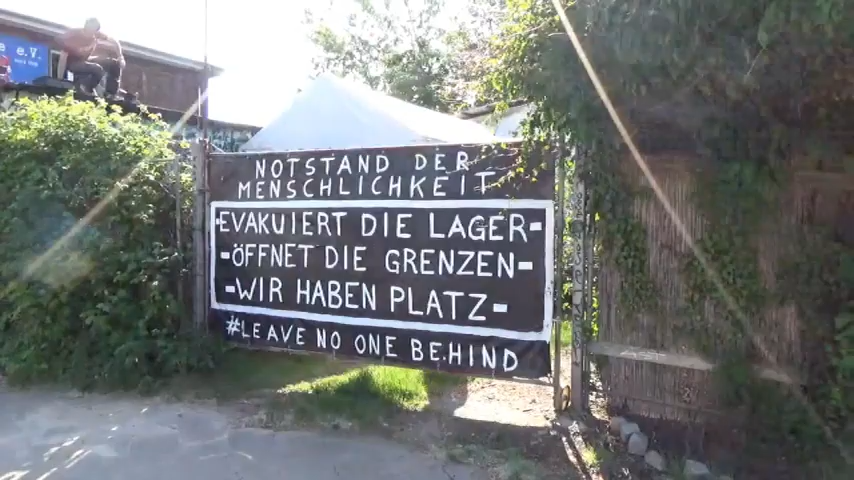 e e.V.
NOTSTAND DER
MENSCHLICHKEIT
-EVAKUIERT DIE LAGER-
-ÖFFNET DIE GRENZEN-
-WIR HABEN PLATZ-
#LEAVE NO ONE BEHIND